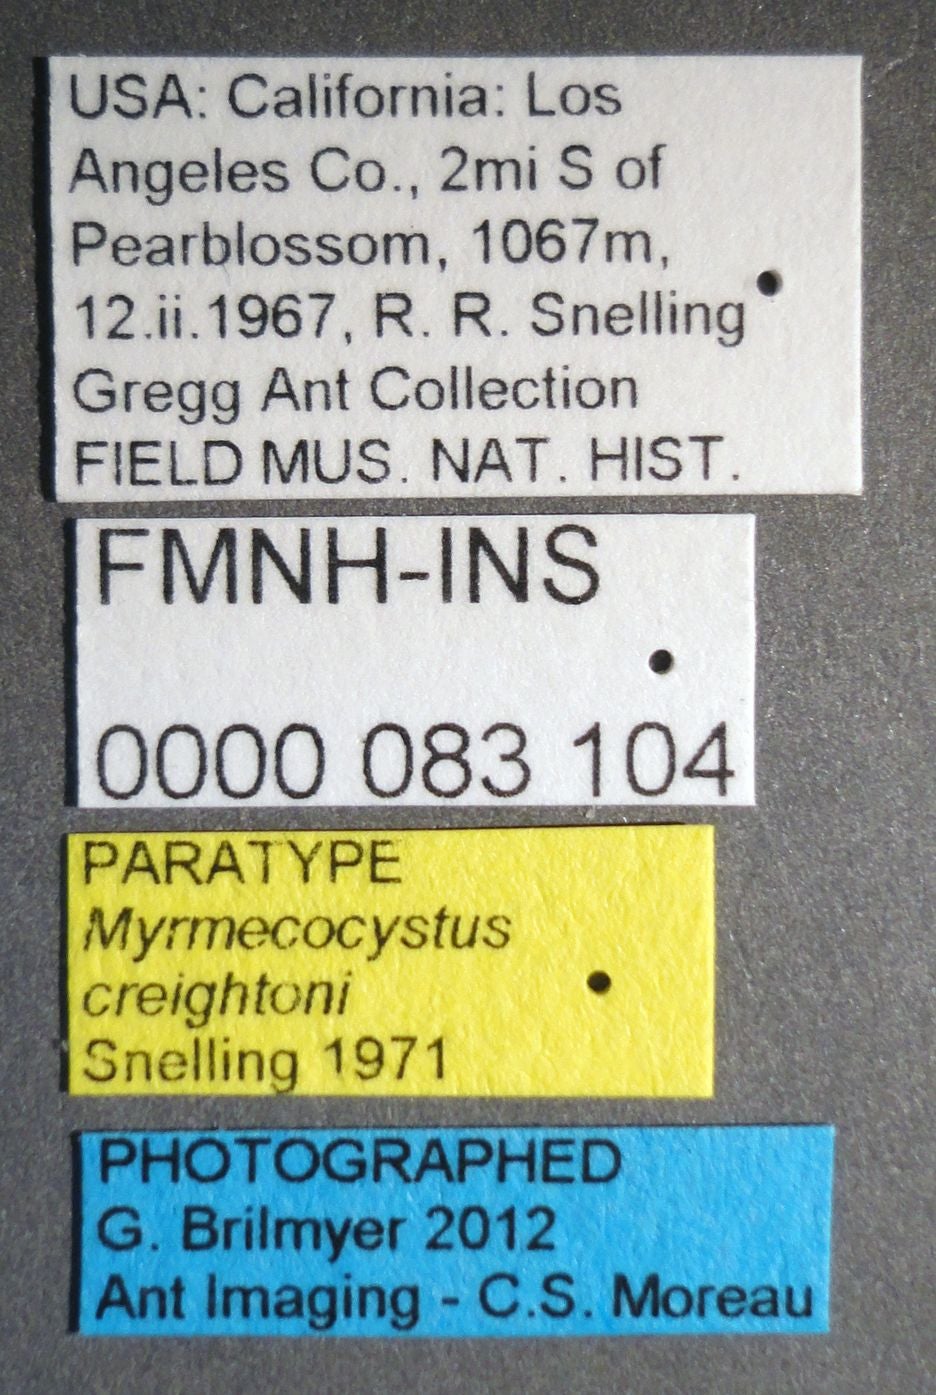 USA: California: Los
Angeles Co., 2mi S of
Pearblossom, 1067m,
12.ii.1967, R. R. Snelling
Gregg Ant Collection
FIELD MUS. NAT. HIST.
FMNH-INS
0000 083 104
PARATYPE
Myrmecocystus
creightoni
Snelling 1971
PHOTOGRAPHED
G. Brilmyer 2012
Ant Imaging - C.S. Moreau